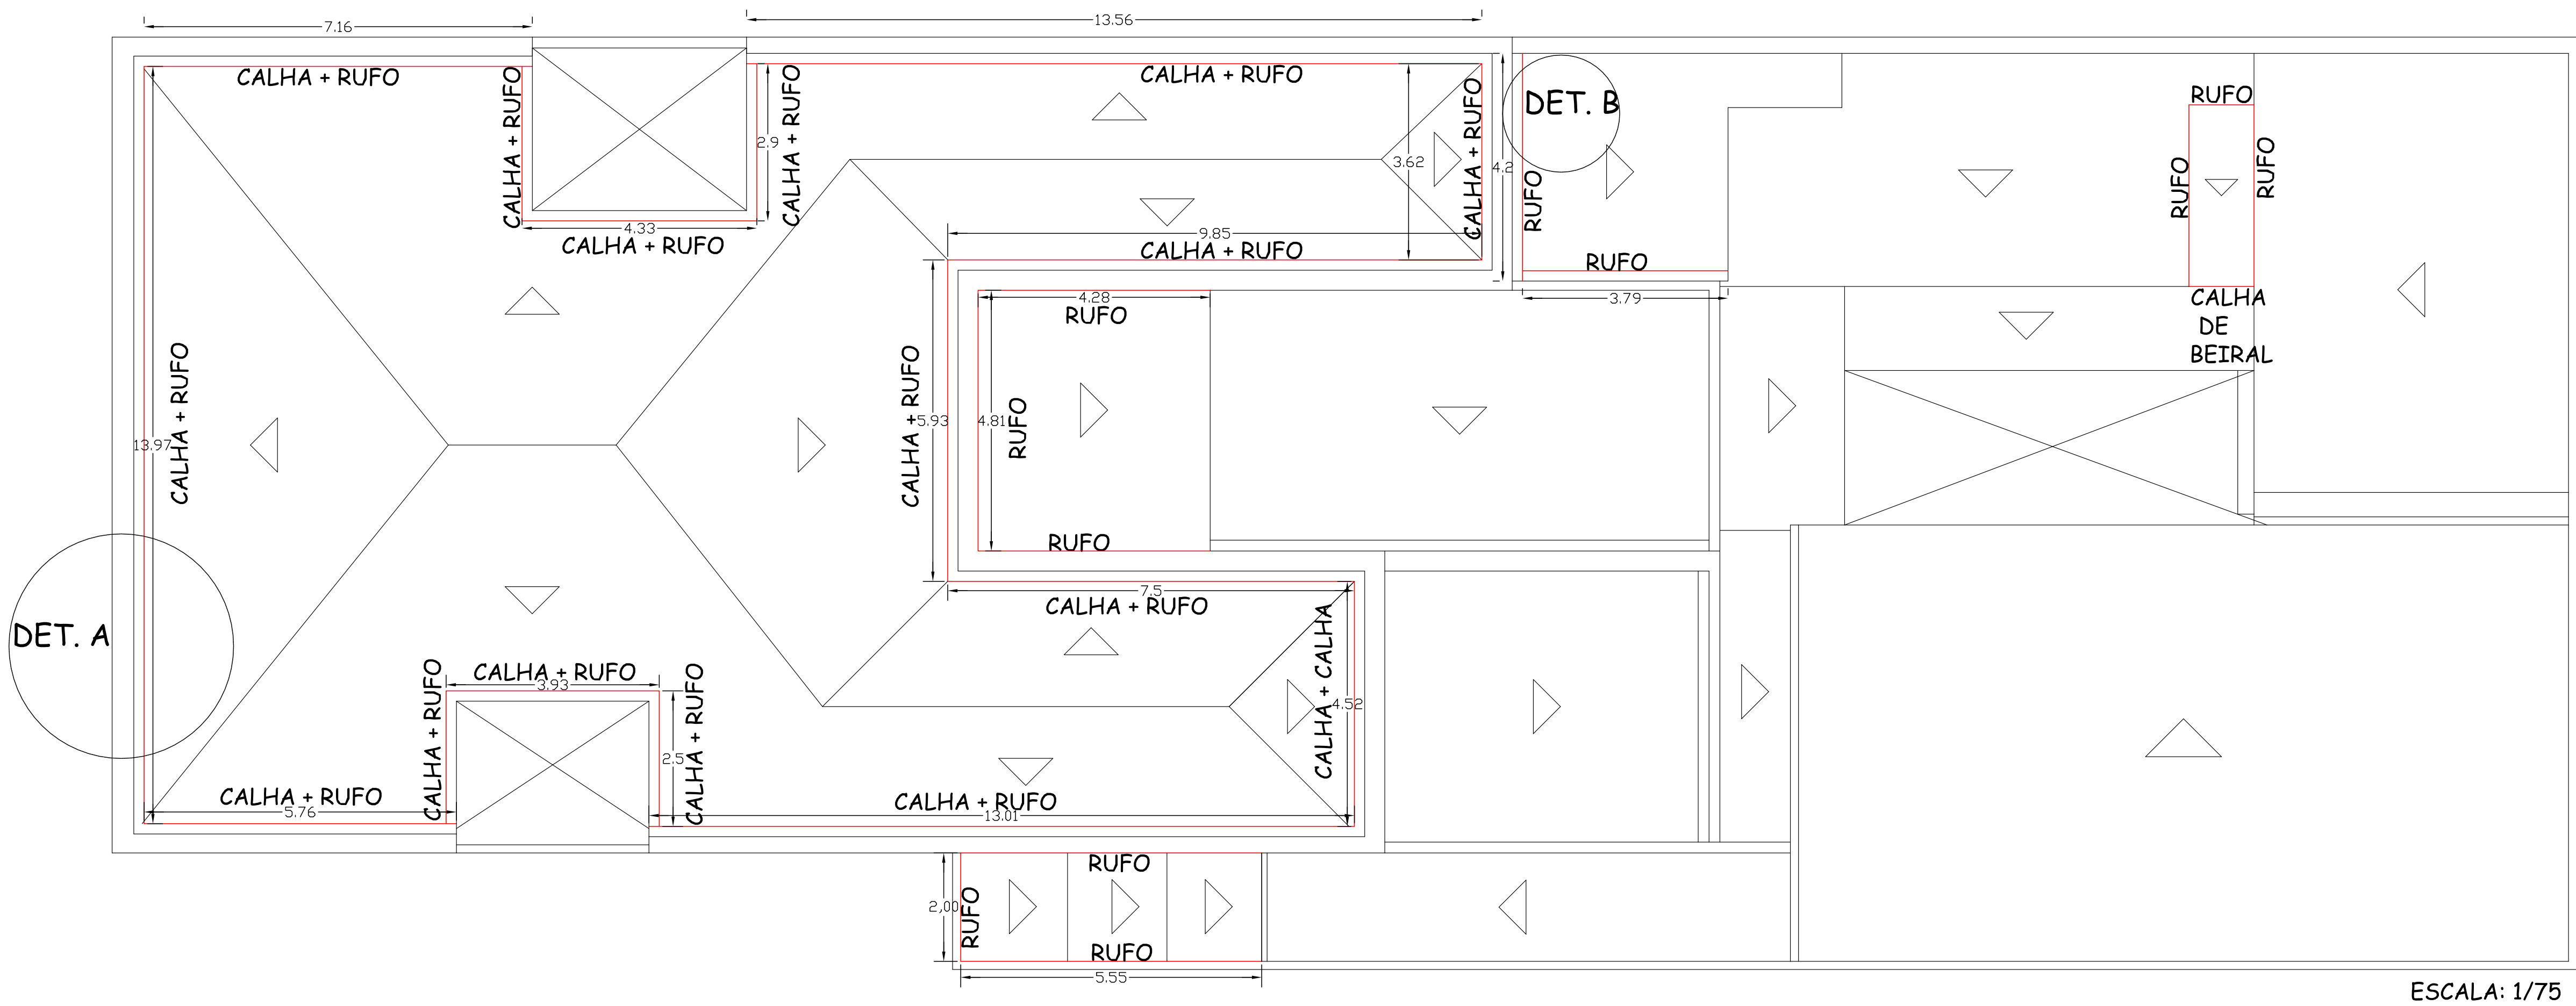 7.16
13.56
CALHA + RUFO
CALHA + RUFO
2.9
CALHA + RUFO
CALHA + RUFO
3.62
CALHA + RUFO
4.2
DET. B
RUFO
RUFO
RUFO
RUFO
4.33
CALHA + RUFO
9.85
CALHA + RUFO
RUFO
RUFO
3.79
CALHA
DE
BEIRAL
4.28
RUFO
13.97
CALHA + RUFO
CALHA + RUFO
5.93
4.81
RUFO
RUFO
DET. A
7.5
CALHA + RUFO
CALHA + CALHA
4.52
CALHA + RUFO
3.93
CALHA + RUFO
2.5
CALHA + RUFO
CALHA + RUFO
5.76
CALHA + RUFO
13.01
RUFO
2,00
RUFO
RUFO
5.55
ESCALA: 1/75